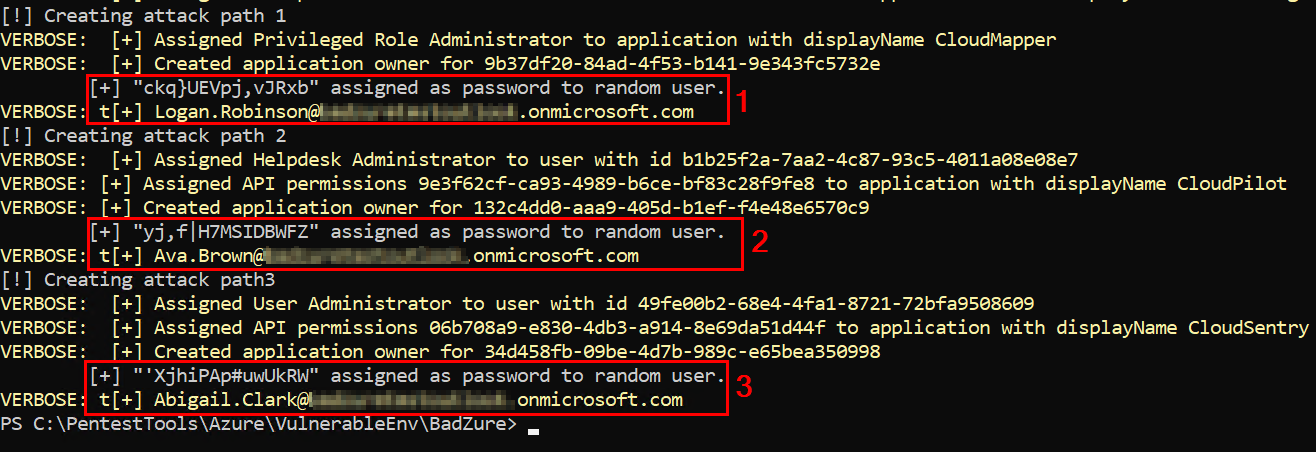 [!] Creating attack path 1
VERBOSE:  [+] Assigned Privileged Role Administrator to application with displayName CloudMapper
VERBOSE:  [+] Created application owner for 9b37df20-84ad-4f53-b141-9e343fc5732e
[+] "ckq}UEVpj,vJRxb" assigned as password to random user.
1
VERBOSE: t[+] Logan.Robinson@ .onmicrosoft.com
[!] Creating attack path 2
VERBOSE:  [+] Assigned Helpdesk Administrator to user with id b1b25f2a-7aa2-4c87-93c5-4011a08e08e7
VERBOSE: [+] Assigned API permissions 9e3f62cf-ca93-4989-b6ce-bf83c28f9fe8 to application with displayName CloudPilot
VERBOSE: [+] Created application owner for 132c4dd0-aaa9-405d-b1ef-f4e48e6570c9
[+] "yj,f|H7MSIDBWFZ" assigned as password to random user.
2
VERBOSE: t[+] Ava.Brown@ .onmicrosoft.com
[!] Creating attack path3
VERBOSE:  [+] Assigned User Administrator to user with id 49fe00b2-68e4-4fa1-8721-72bfa9508609
VERBOSE:  [+] Assigned API permissions 06b708a9-e830-4db3-a914-8e69da51d44f to application with displayName CloudSentry
VERBOSE:  [+] Created application owner for 34d458fb-09be-4d7b-989c-e65bea350998
[+] "'XjhiPAp#uwUkRW" assigned as password to random user.
3
VERBOSE: t[+] Abigail.Clark@ .onmicrosoft.com
PS C:\PentestTools\Azure\VulnerableEnv\BadZure>